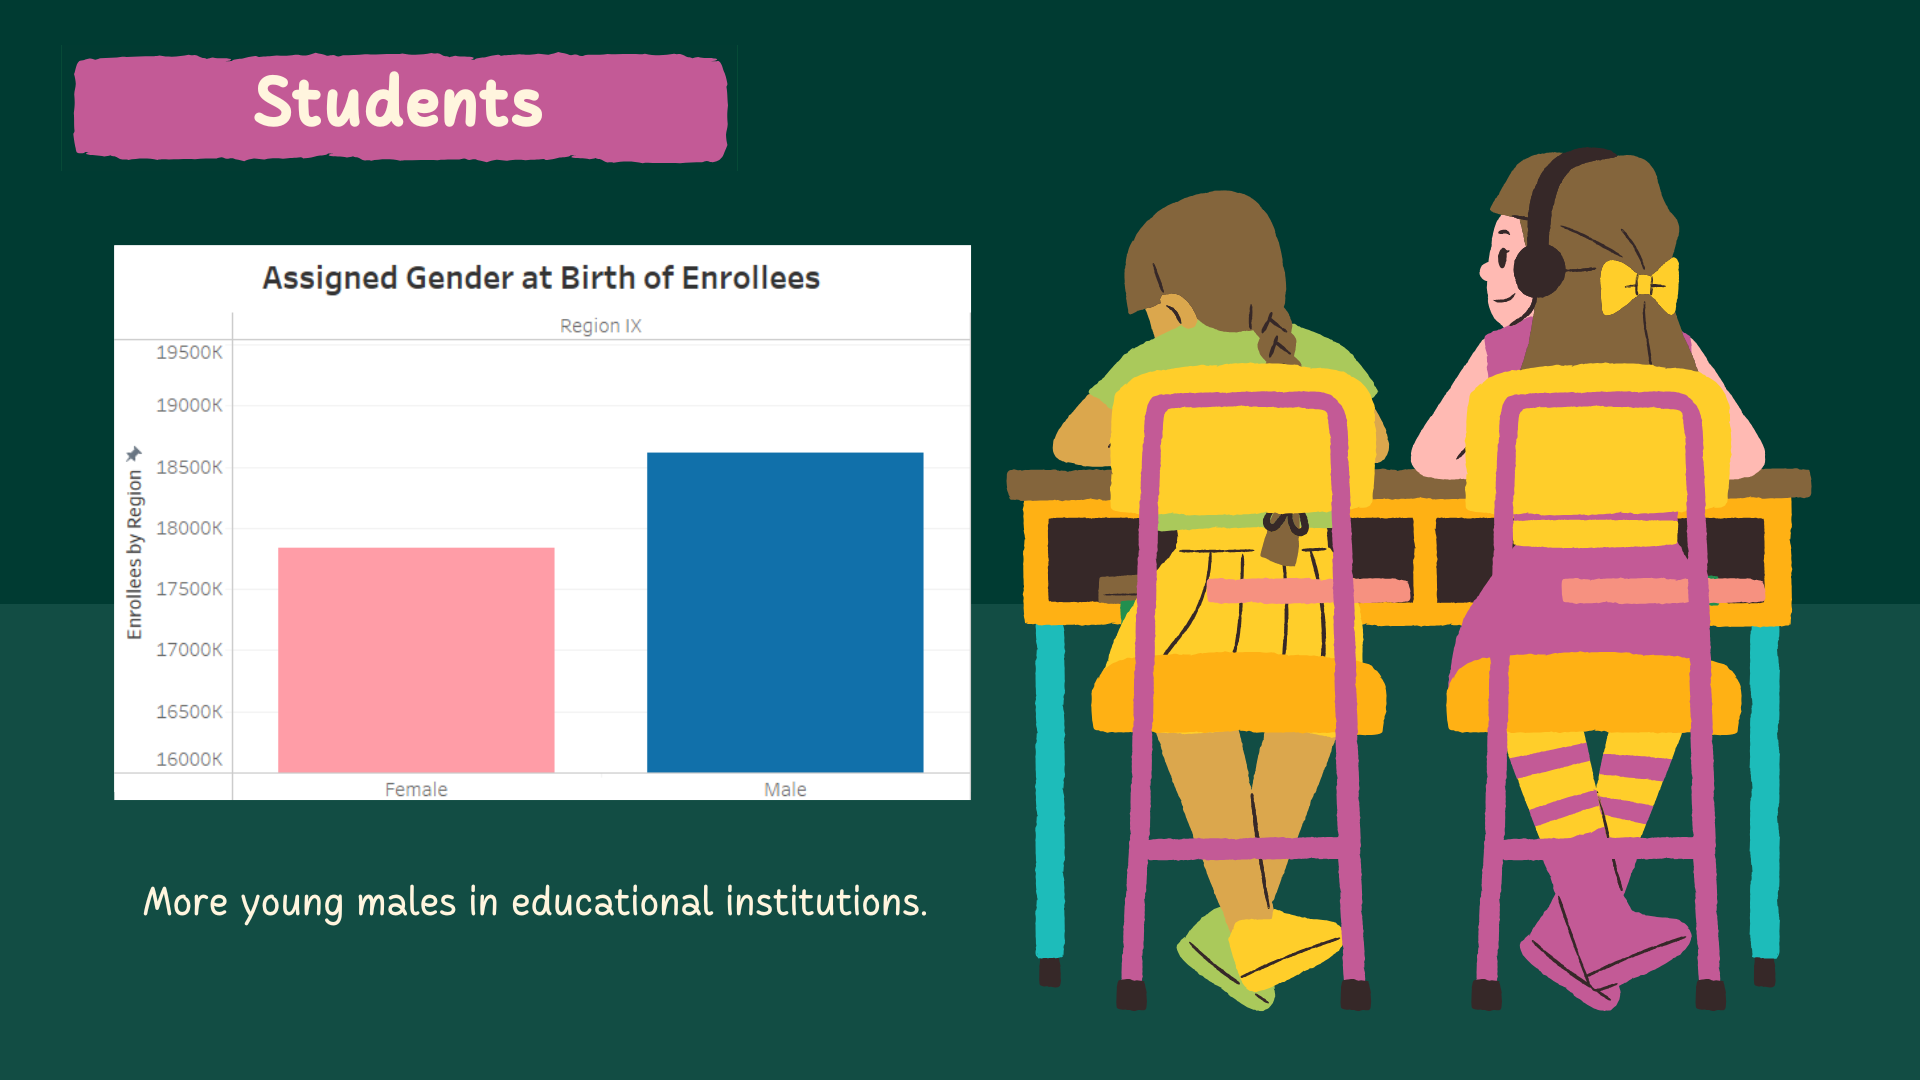 Students
Assigned Gender at Birth of Enrollees
Region IX
Enrollees by Region
19500K
19000K
18500K
18000K
17500K
17000K
16500K
16000K
Female
Male
More young males in educational institutions.